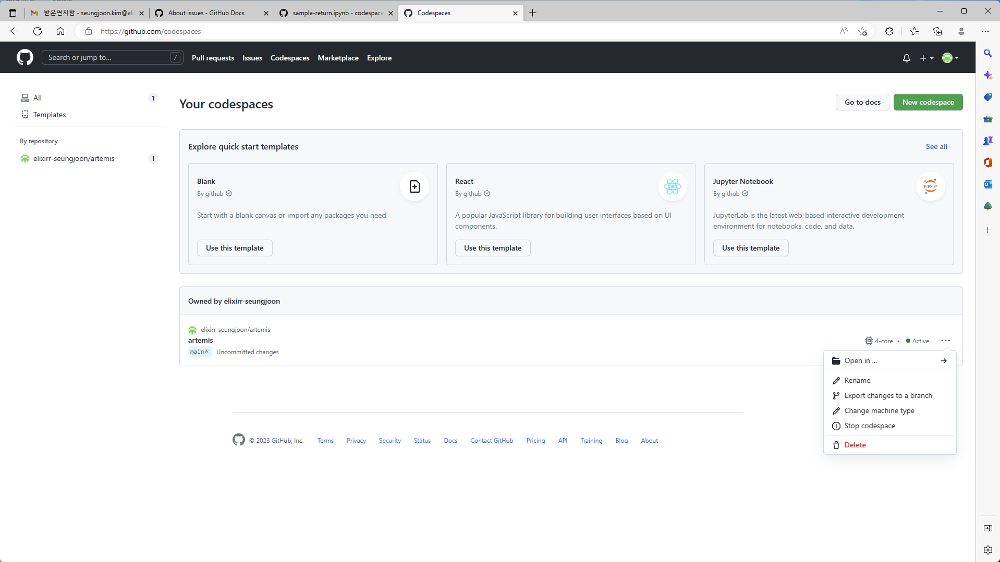 받은편지함 - seungjoon.kim@eli
About issues - GitHub Docs
sample-return.ipynb - codespace
Codespaces
https://github.com/codespaces
Search or jump to...
/
Pull requests
Issues
Codespaces
Marketplace
Explore
All
1
Templates
By repository
elixirr-seungjoon/artemis
1
Your codespaces
Go to docs
New codespace
Explore quick start templates
See all
Blank
By github
Start with a blank canvas or import any packages you need.
Use this template
React
By github
A popular JavaScript library for building user interfaces based on UI
components.
Use this template
Jupyter Notebook
By github
jupyter
JupyterLab is the latest web-based interactive development
environment for notebooks, code, and data.
Use this template
Owned by elixirr-seungjoon
elixirr-seungjoon/artemis
artemis
main* Uncommitted changes
4-core • Active
Open in ...
Rename
Export changes to a branch
Change machine type
Stop codespace
Delete
© 2023 GitHub, Inc.
Terms
Privacy
Security
Status
Docs
Contact GitHub
Pricing
API
Training
Blog
About